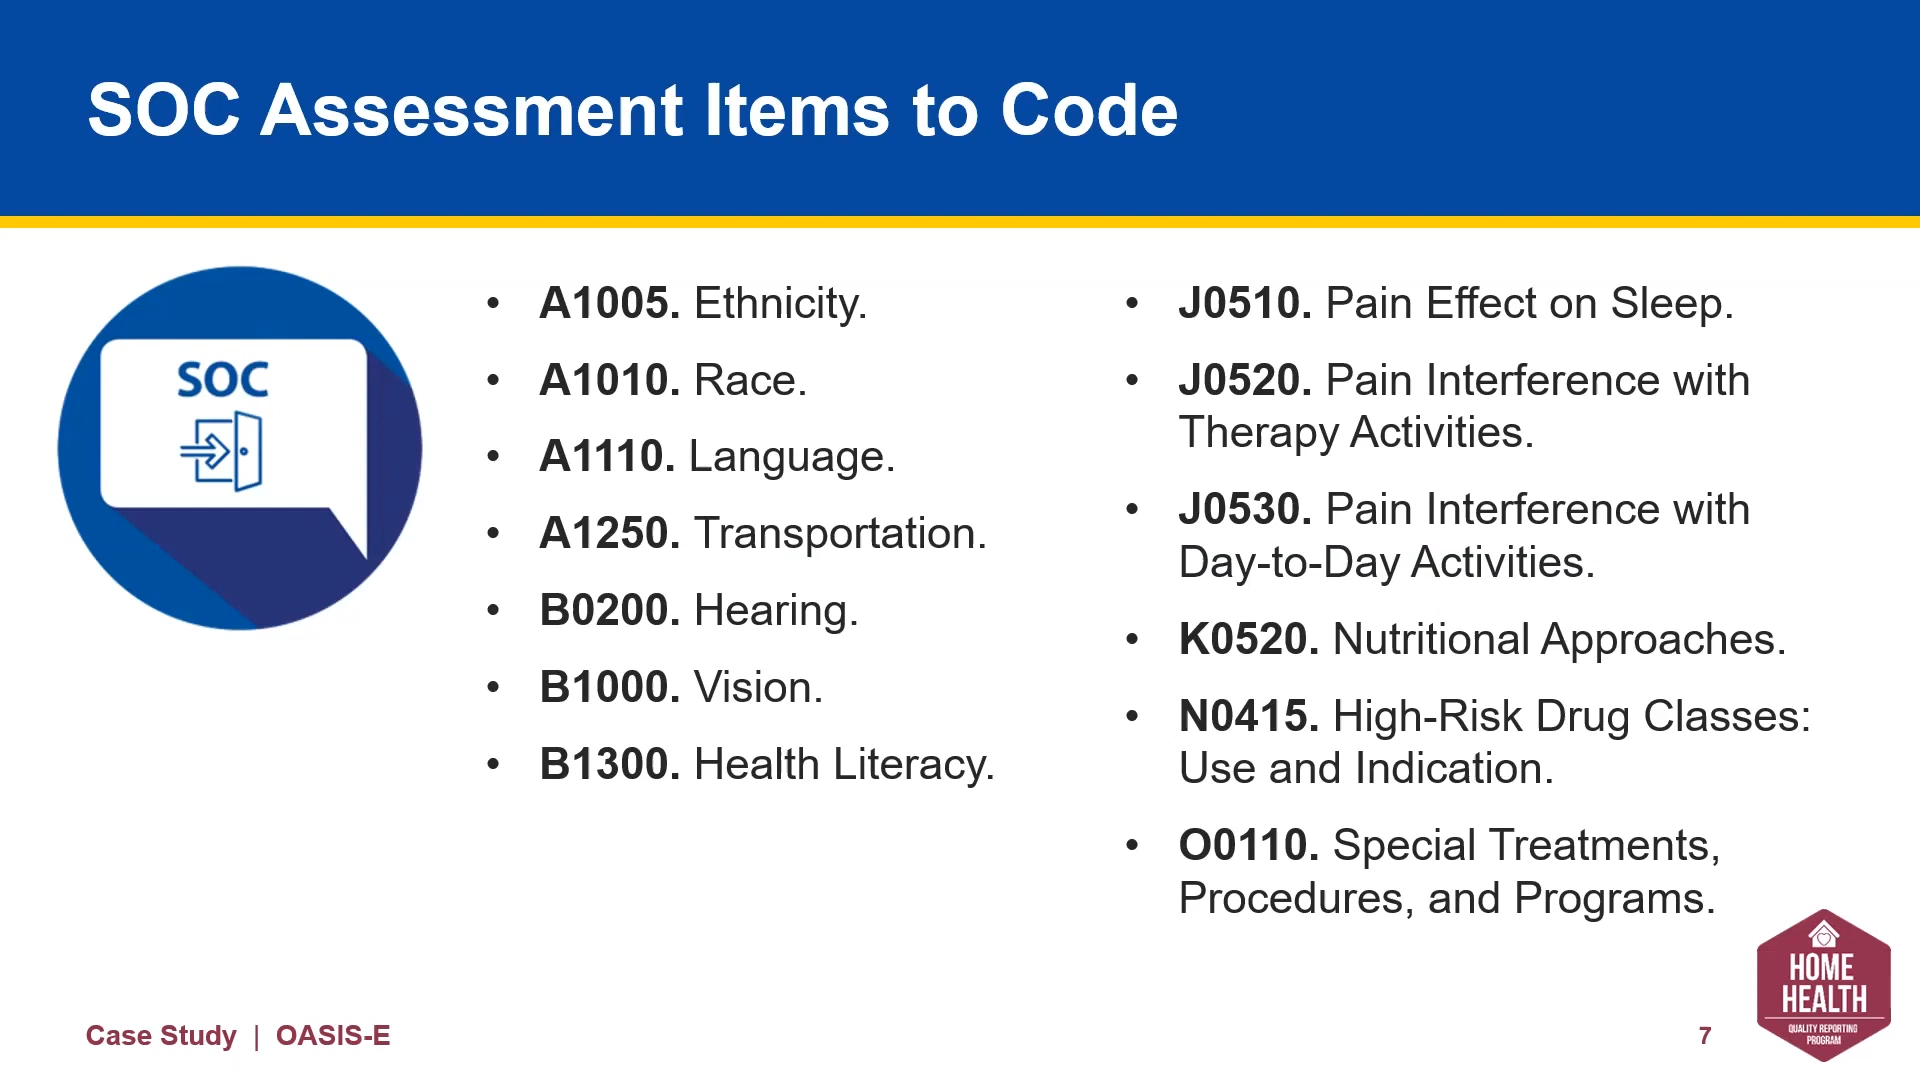 SOC Assessment Items to Code
SOC
• A1005. Ethnicity.
• A1010. Race.
• A1110. Language.
• A1250. Transportation.
• B0200. Hearing.
• B1000. Vision.
• B1300. Health Literacy.
• J0510. Pain Effect on Sleep.
• J0520. Pain Interference with
Therapy Activities.
• J0530. Pain Interference with
Day-to-Day Activities.
• K0520. Nutritional Approaches.
• N0415. High-Risk Drug Classes:
Use and Indication.
• O0110. Special Treatments,
Procedures, and Programs.
Case Study | OASIS-E
7
HOME
HEALTH
QUALITY REPORTING
PROGRAM